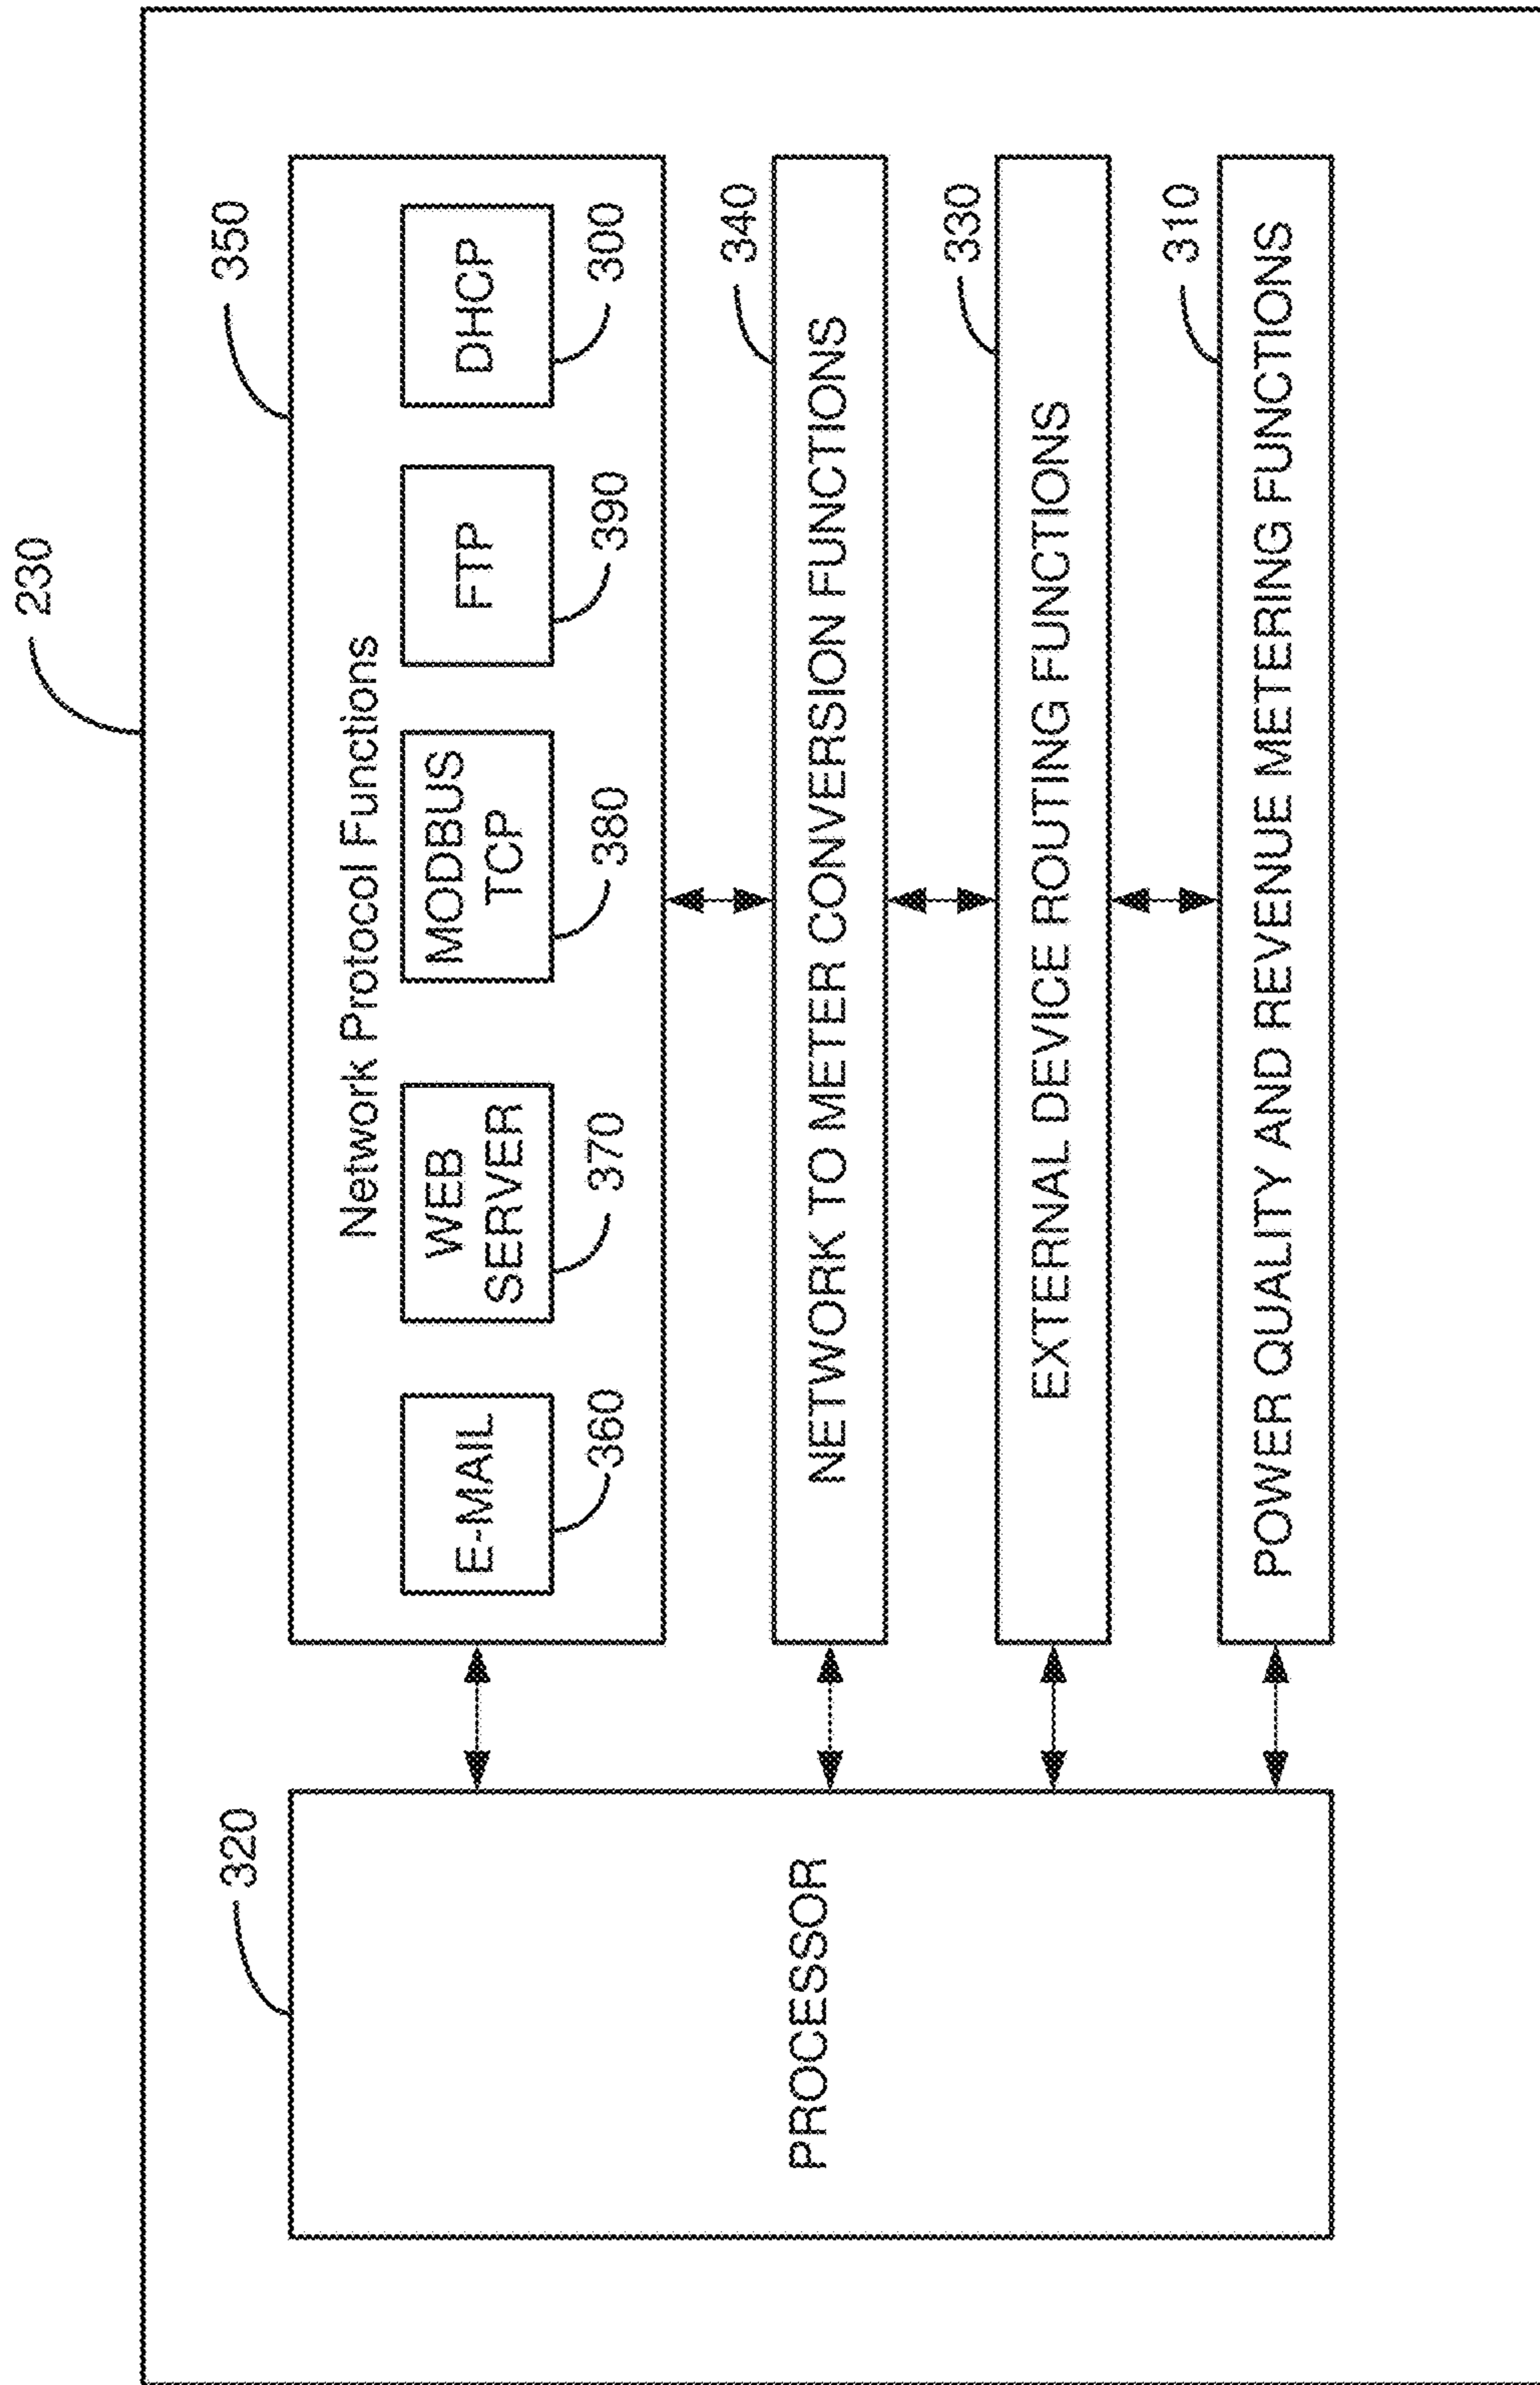 230
350
Network Protocol Functions
E-MAIL
WEB
SERVER
MODBUS
TCP
FTP
DHCP
360
370
380
390
300
320
PROCESSOR
340
NETWORK TO METER CONVERSION FUNCTIONS
330
EXTERNAL DEVICE ROUTING FUNCTIONS
310
POWER QUALITY AND REVENUE METERING FUNCTIONS